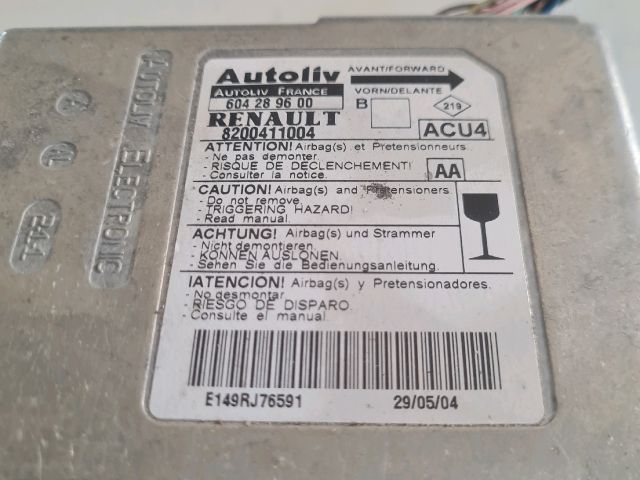 Autoliv
AVANT/FORWARD
AUTOLIV FRANCE
VORN/DELANTE
604 28 96 00
B
219
RENAULT
8200411004
ACU4
ATTENTION! Airbag(s) et Pretensionneurs
- Ne pas demonter.
- RISQUE DE DECLENCHEMENT!
- Consulter la notice.
AA
CAUTION! Airbag(s) and Pretensioners
- Do not remove.
- TRIGGERING HAZARD!
- Read manual.
ACHTUNG! Airbag(s) und Strammer
- Nicht demontieren.
- KONNEN AUSLONEN.
- Sehen Sie die Bedienungsanleitung.
!ATENCION! Airbag(s) y Pretensionadores.
- No desmontar.
- RIESGO DE DISPARO.
- Consulte el manual.
E149RJ76591
29/05/04
AUTOLIV ELECTRONIC